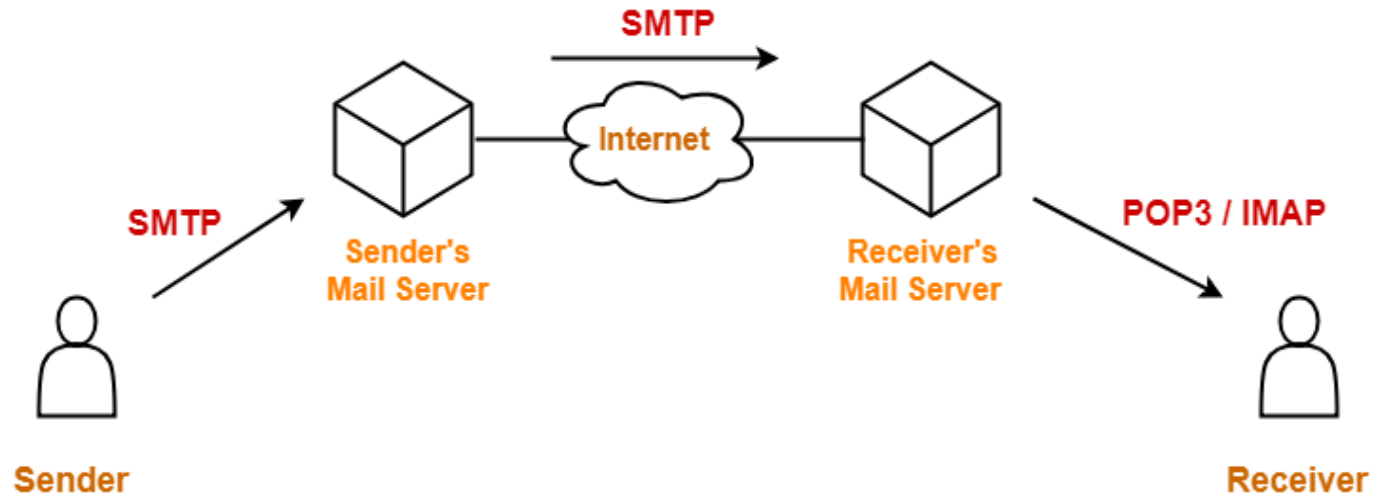 SMTP
Internet
SMTP
POP3 / IMAP
Sender's
Mail Server
Receiver's
Mail Server
Sender
Receiver